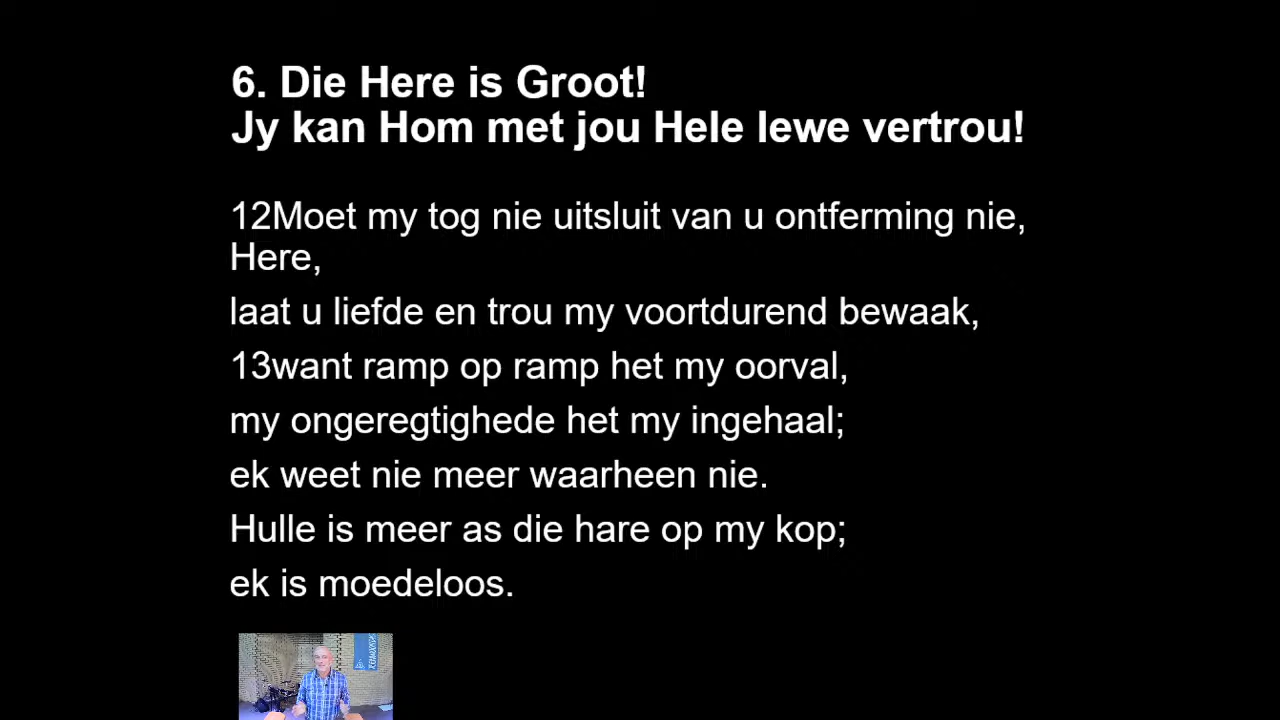 6. Die Here is Groot!
Jy kan Hom met jou Hele lewe vertrou!
12Moet my tog nie uitsluit van u ontferming nie,
Here,
laat u liefde en trou my voortdurend bewaak,
13want ramp op ramp het my oorval,
my ongeregtighede het my ingehaal;
ek weet nie meer waarheen nie.
Hulle is meer as die hare op my kop;
ek is moedeloos.